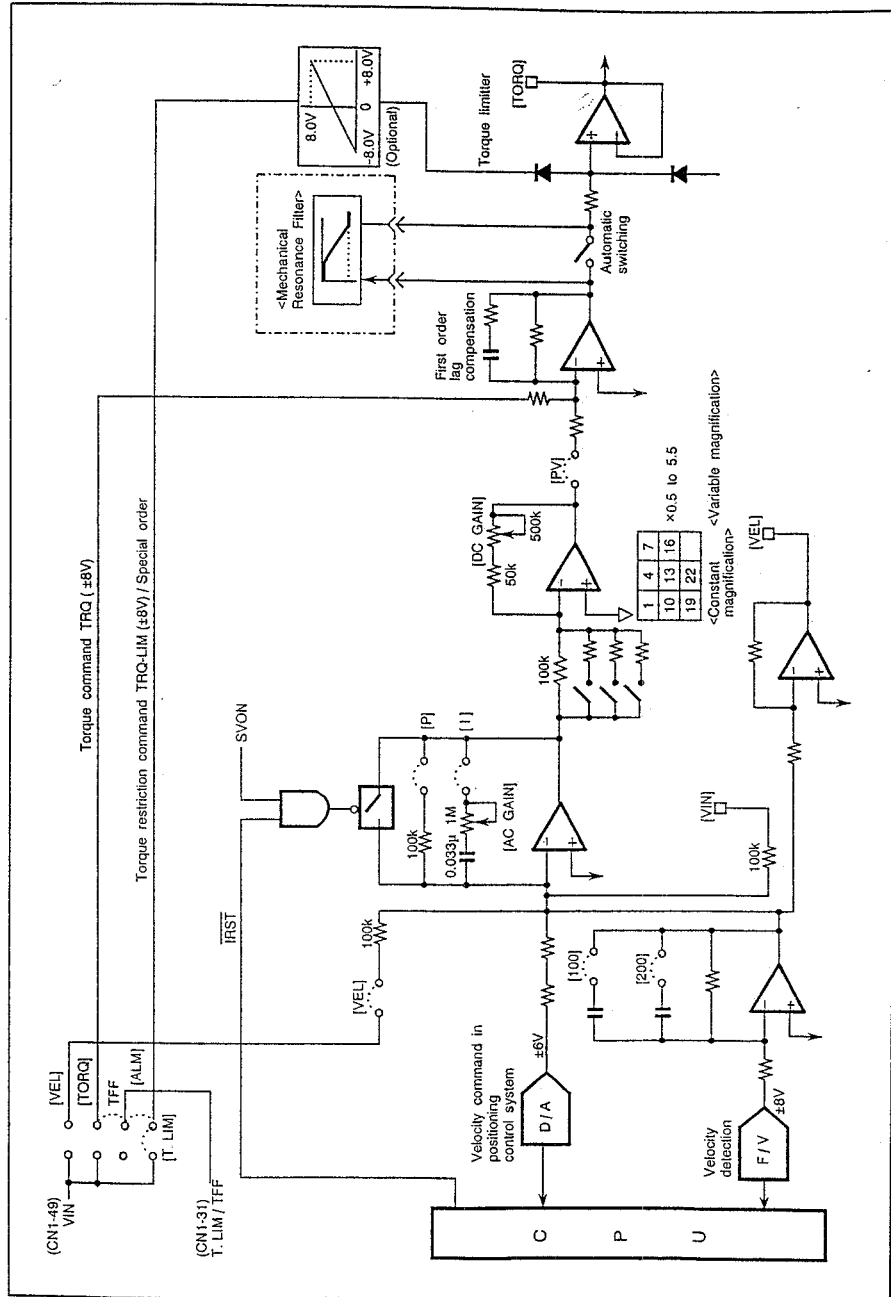 (CN1-49)
VIN
[VEL]
[TORQ]
TFF
[ALM]
[T. LIM]
(CN1-31)
T. LIM / TFF
Torque command TRQ ( ±8V)
Torque restriction command TRQ-LIM (±8V) / Special order
8.0V
-8.0V
0
+8.0V
(Optional)
<Mechanical
Resonance Filter>
Torque limitter
[TORQ]
+
-
Automatic
switching
First order
lag
compensation
-
+
[PV]
[DC GAIN]
50k
500k
-
+
100k
1 4 7
10 13 16
19 22
×0.5 to 5.5
<Constant
magnification>
<Variable magnification>
SVON
IRST
[P]
100k
[I]
0.033µ 1M
[AC GAIN]
-
+
[VEL]
100k
Velocity command in
positioning
control system
D / A
±6V
[VIN]
100k
[VEL]
-
+
[100]
[200]
-
+
Velocity
detection
F / V
±8V
C P U